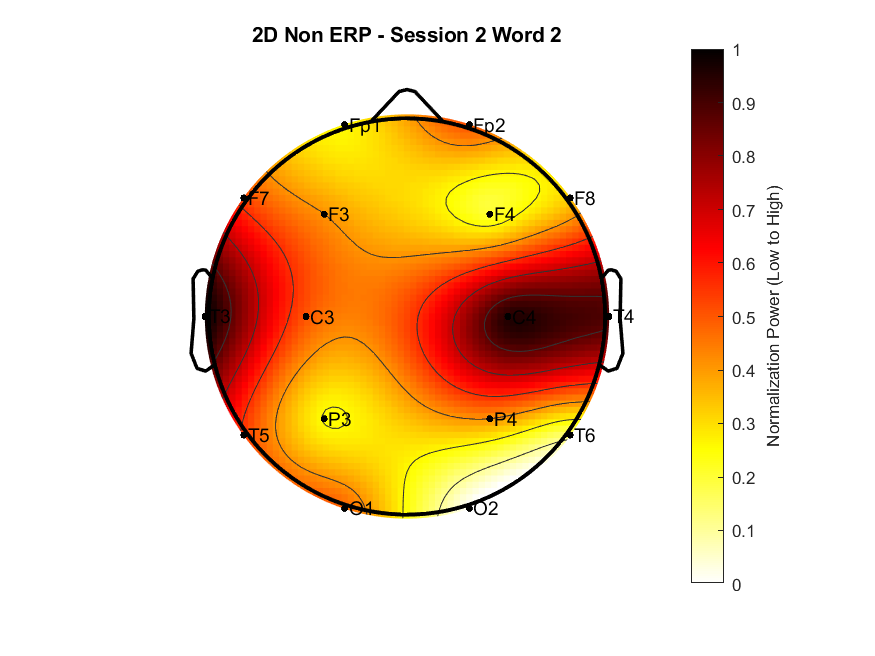 2D Non ERP - Session 2 Word 2
Fp1 Fp2
F7 F8
F3 F4
T3 C3 C4 T4
P3 P4
T5 T6
O1 O2
1
0.9
0.8
0.7
0.6
0.5
0.4
0.3
0.2
0.1
0
Normalization Power (Low to High)